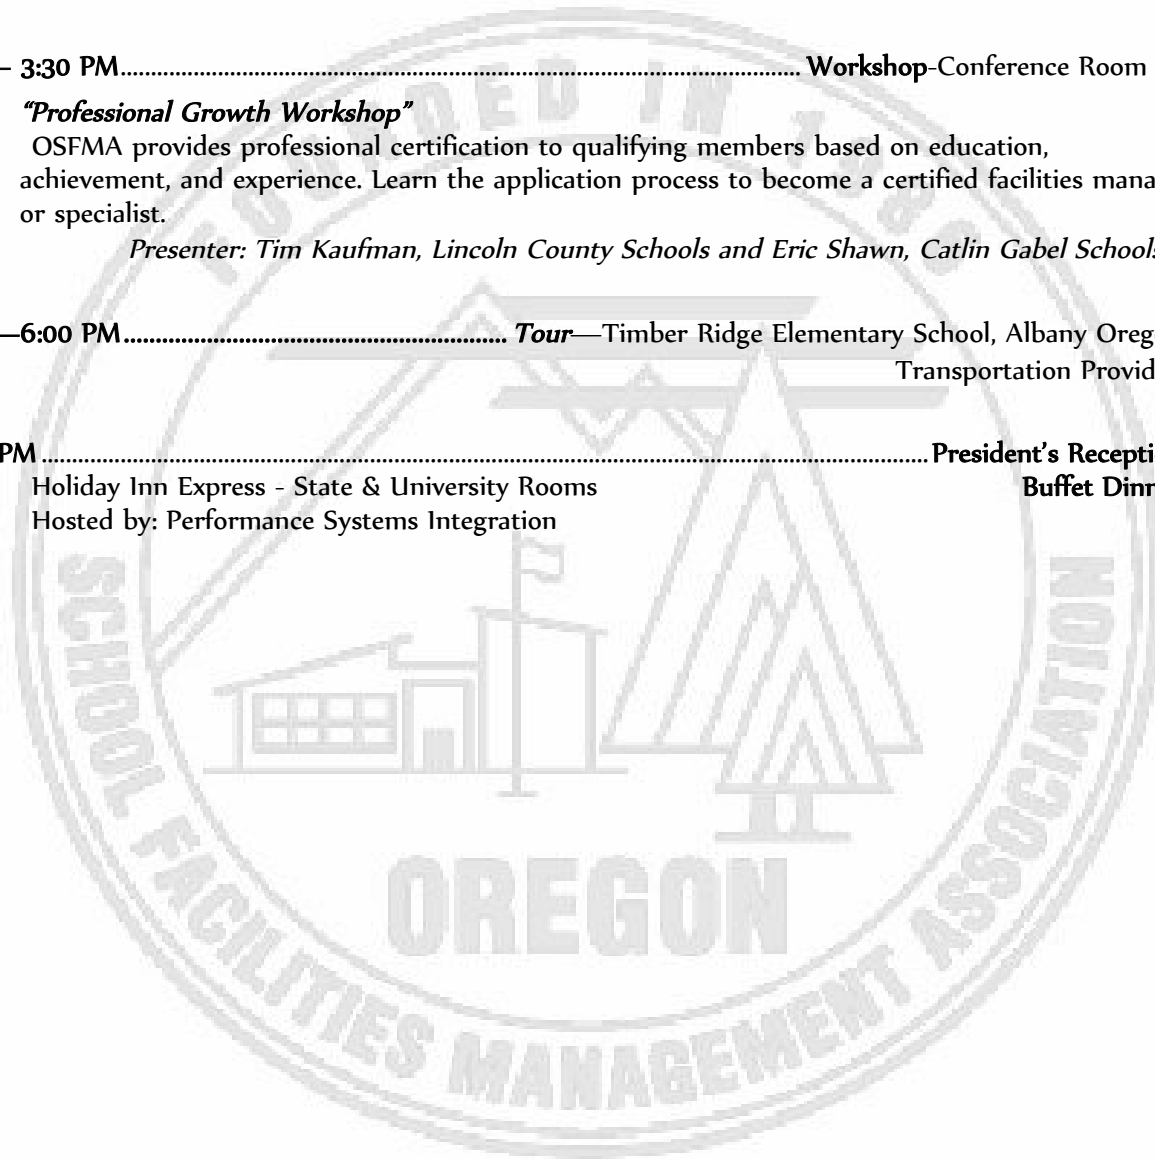 – 3:30 PM................................................................................................................. Workshop-Conference Room
“Professional Growth Workshop”
OSFMA provides professional certification to qualifying members based on education,
achievement, and experience. Learn the application process to become a certified facilities mana
or specialist.
Presenter: Tim Kaufman, Lincoln County Schools and Eric Shawn, Catlin Gabel Schools
—6:00 PM................................................................ Tour—Timber Ridge Elementary School, Albany Oreg
Transportation Provid
PM.................................................................................................................................................... President’s Recepti
Holiday Inn Express - State & University Rooms Buffet Dinn
Hosted by: Performance Systems Integration
FOUNDED IN 1986
SCHOOL FACILITIES MANAGEMENT ASSOCIATION
OREGON